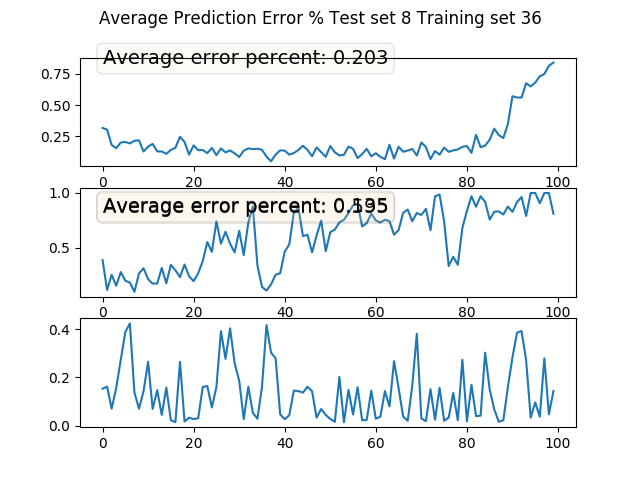 Average Prediction Error % Test set 8 Training set 36
Average error percent: 0.203
0.75
0.50
0.25
0 20 40 60 80 100
Average error percent:
1.0
0.5
0 20 40 60 80 100
0.4
0.2
0.0
0 20 40 60 80 100